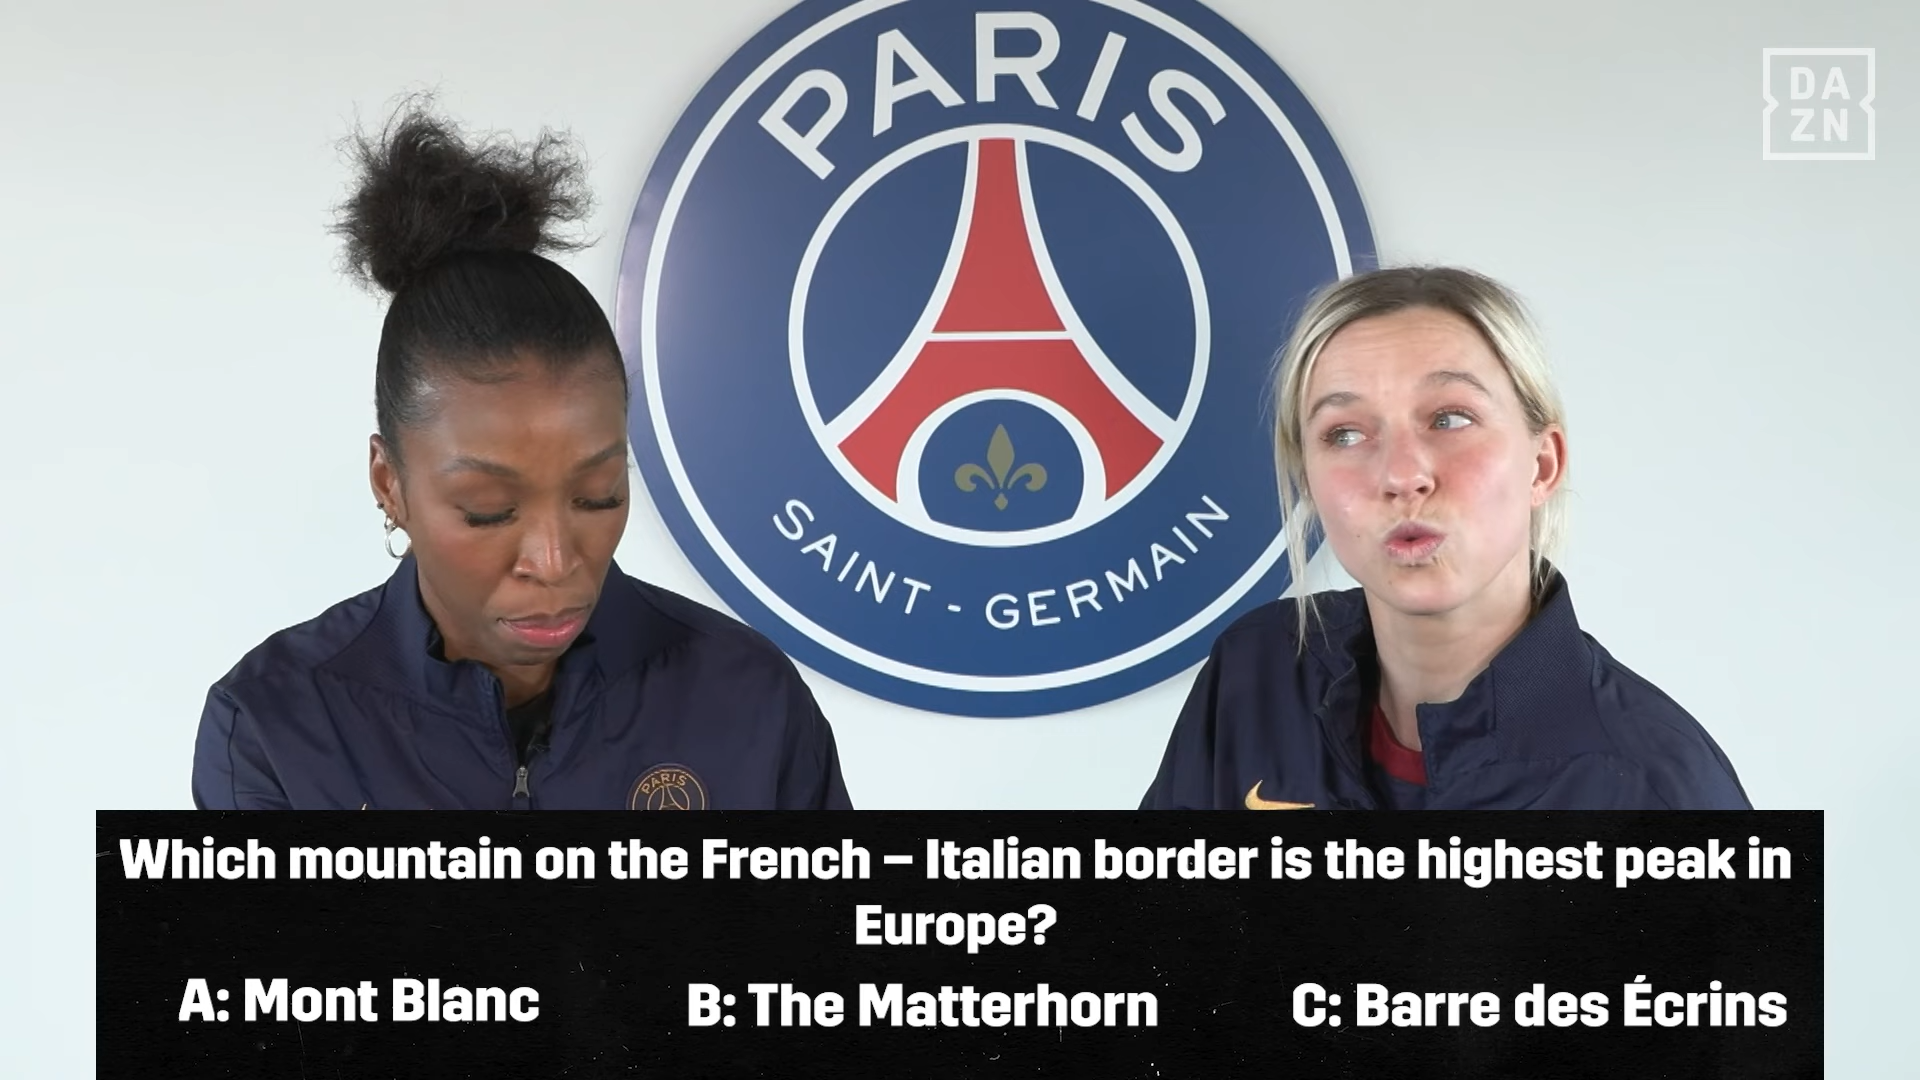 PARIS
SAINT - GERMAIN
DA
ZN
PARIS
Which mountain on the French – Italian border is the highest peak in
Europe?
A: Mont Blanc
B: The Matterhorn
C: Barre des Écrins